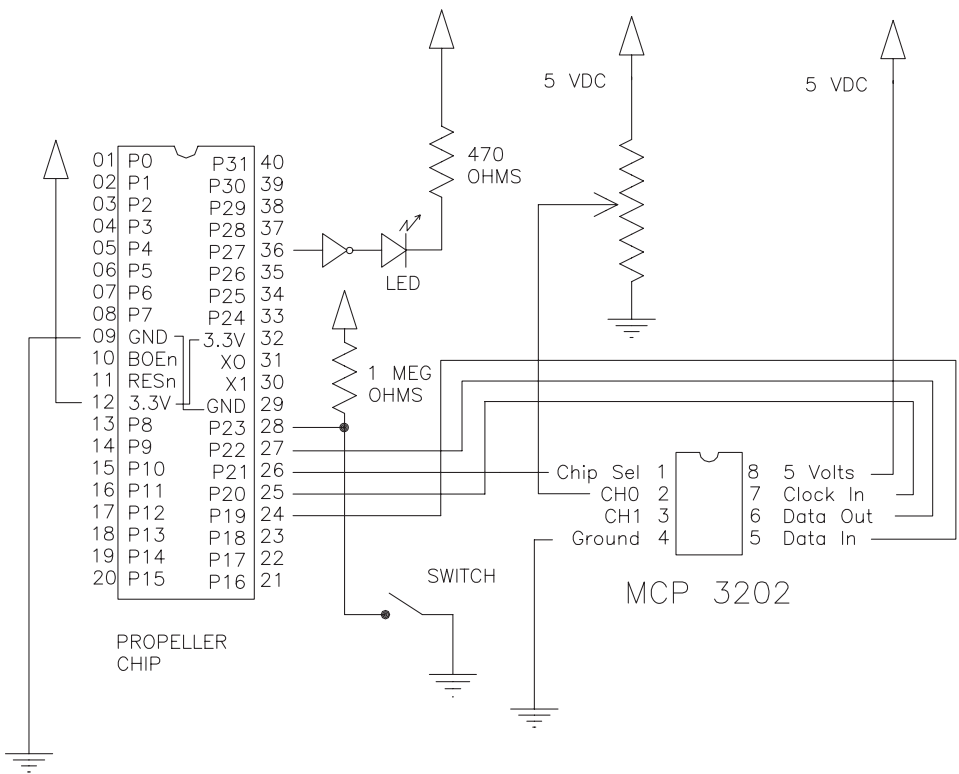 5 VDC
5 VDC
470
OHMS
01 P0 P31 40
02 P1 P30 39
03 P2 P29 38
04 P3 P28 37
05 P4 P27 36
06 P5 P26 35
07 P6 P25 34
08 P7 P24 33
09 GND 3.3V 32
10 BOEn XO 31
11 RESn X1 30
12 3.3V GND 29
13 P8 P23 28
14 P9 P22 27
15 P10 P21 26
16 P11 P20 25
17 P12 P19 24
18 P13 P18 23
19 P14 P17 22
20 P15 P16 21
LED
1 MEG
OHMS
Chip Sel 1 8 5 Volts
CH0 2 7 Clock In
CH1 3 6 Data Out
Ground 4 5 Data In
MCP 3202
SWITCH
PROPELLER
CHIP